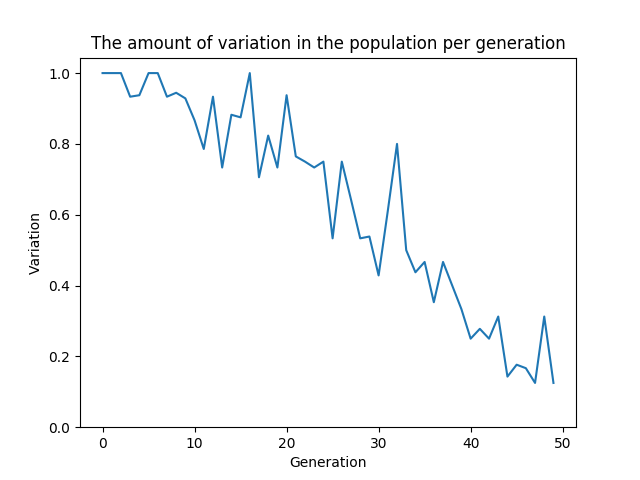 The amount of variation in the population per generation
1.0
0.8
0.6
0.4
0.2
0.0
Variation
0 10 20 30 40 50
Generation